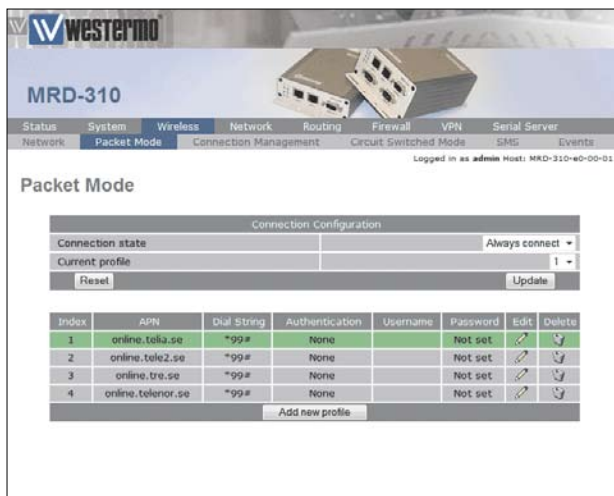 Westermo
MRD-310
Status System Wireless Network Routing Firewall VPN Serial Server
Network Packet Mode Connection Management Circuit Switched Mode SMS Events
Logged in as admin Host: MRD-310-e0-00-01
Packet Mode
Connection Configuration
Connection state Always connect
Current profile 1
Reset Update
Index APN Dial String Authentication Username Password Edit Delete
1 online.telia.se *99# None Not set
2 online.tele2.se *99# None Not set
3 online.tre.se *99# None Not set
4 online.telenor.se *99# None Not set
Add new profile